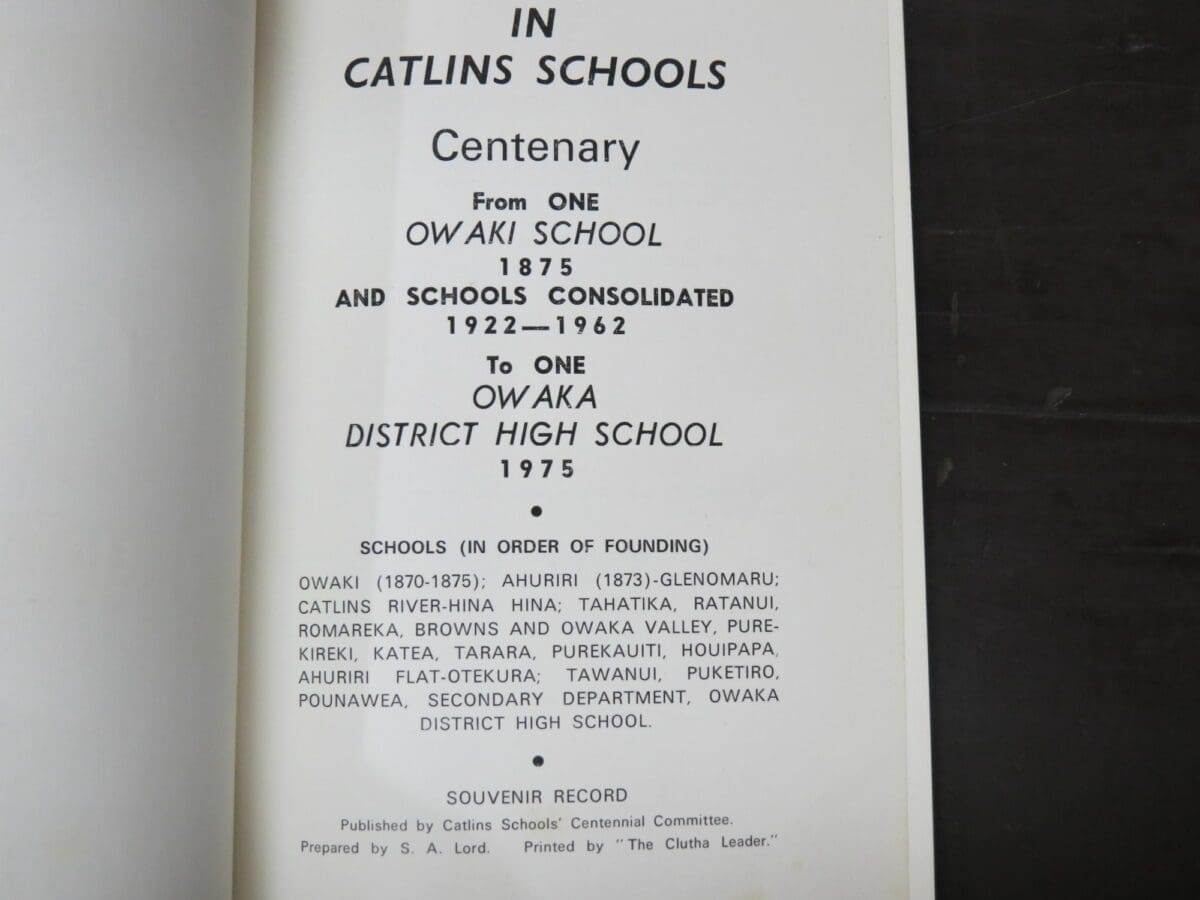 IN
CATLINS SCHOOLS
Centenary
From ONE
OWAKI SCHOOL
1875
AND SCHOOLS CONSOLIDATED
1922—1962
To ONE
OWAKA
DISTRICT HIGH SCHOOL
1975
SCHOOLS (IN ORDER OF FOUNDING)
OWAKI (1870-1875); AHURIRI (1873)-GLENOMARU;
CATLINS RIVER-HINA HINA; TAHATIKA, RATANUI,
ROMAREKA, BROWNS AND OWAKA VALLEY, PURE-
KIREKI, KATEA, TARARA, PUREKAUITI, HOUIPAPA,
AHURIRI FLAT-OTEKURA; TAWANUI, PUKETIRO,
POUNAWEA, SECONDARY DEPARTMENT, OWAKA
DISTRICT HIGH SCHOOL.
SOUVENIR RECORD
Published by Catlins Schools' Centennial Committee.
Prepared by S. A. Lord. Printed by "The Clutha Leader."